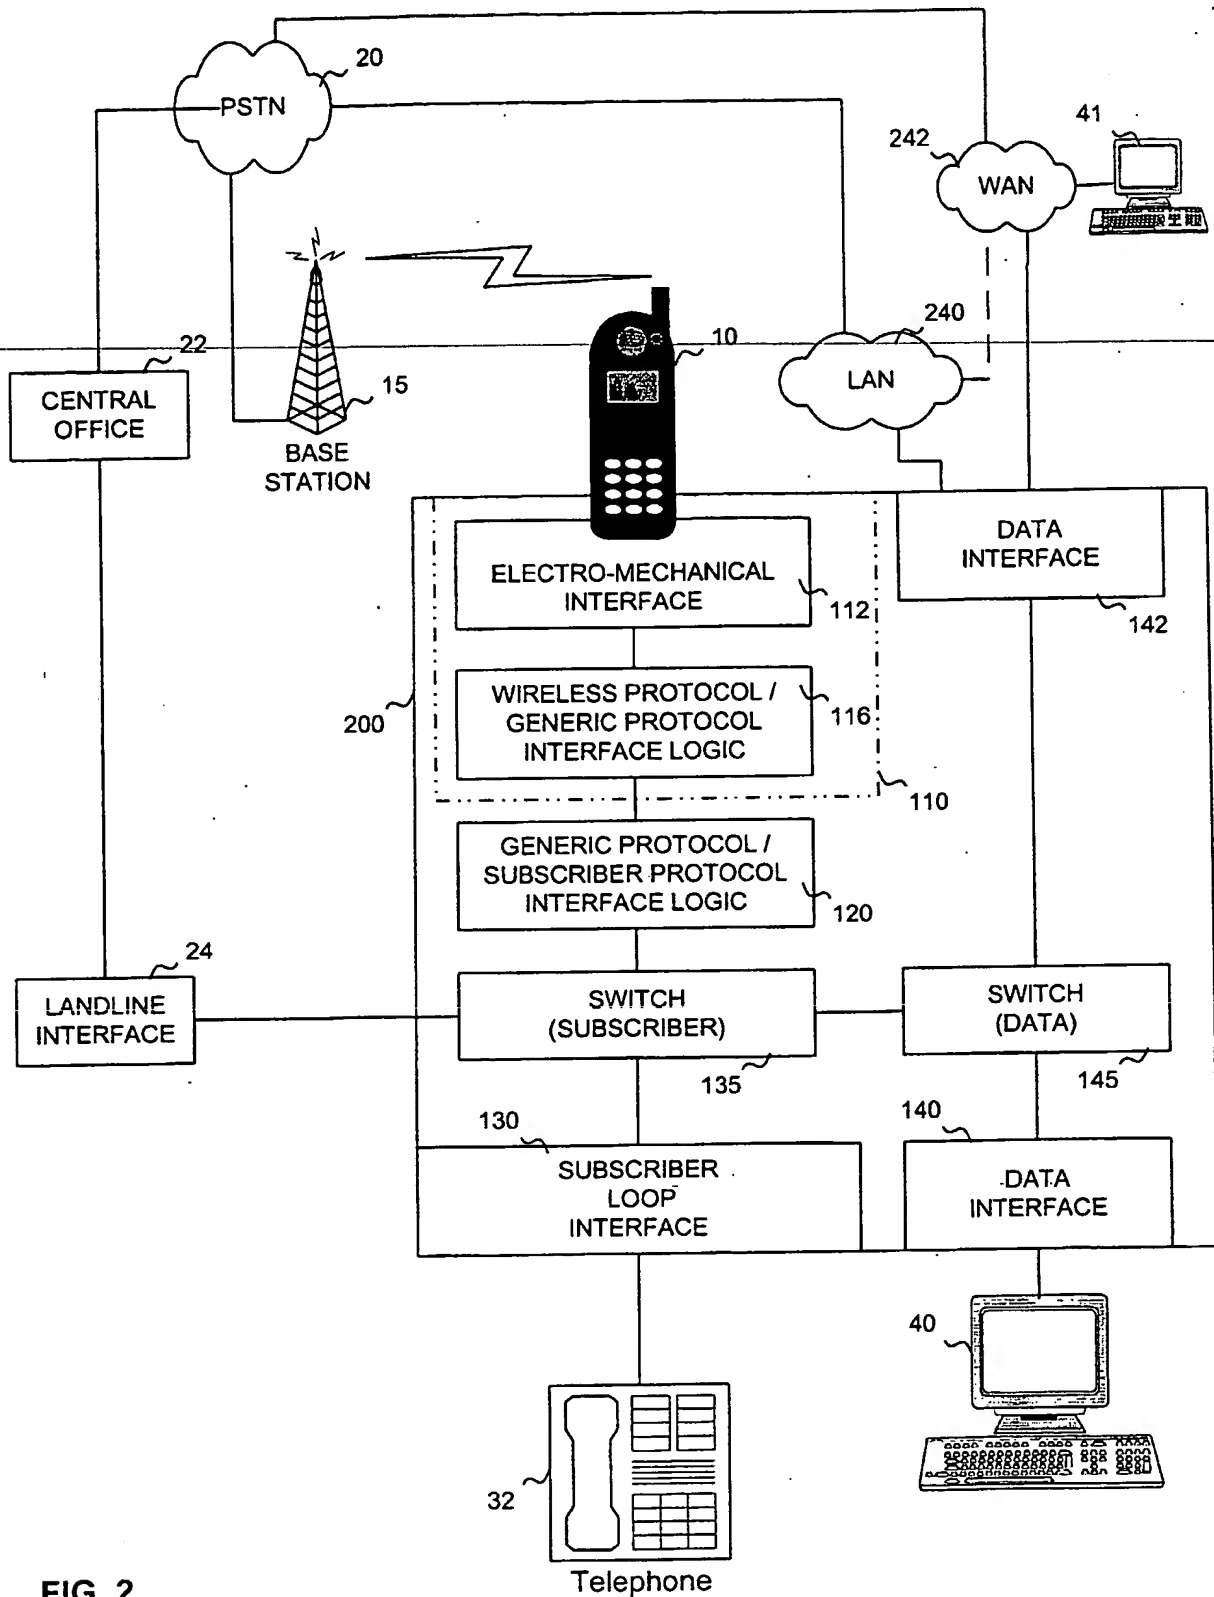 20
PSTN
41
242
WAN
240
22
10
LAN
CENTRAL
OFFICE
15
BASE
STATION
DATA
INTERFACE
ELECTRO-MECHANICAL
INTERFACE
112
142
WIRELESS PROTOCOL /
GENERIC PROTOCOL
INTERFACE LOGIC
116
200
110
GENERIC PROTOCOL /
SUBSCRIBER PROTOCOL
INTERFACE LOGIC
120
24
LANDLINE
INTERFACE
SWITCH
(SUBSCRIBER)
SWITCH
(DATA)
135
145
130
140
SUBSCRIBER
LOOP
INTERFACE
DATA
INTERFACE
40
32
Telephone
FIG. 2